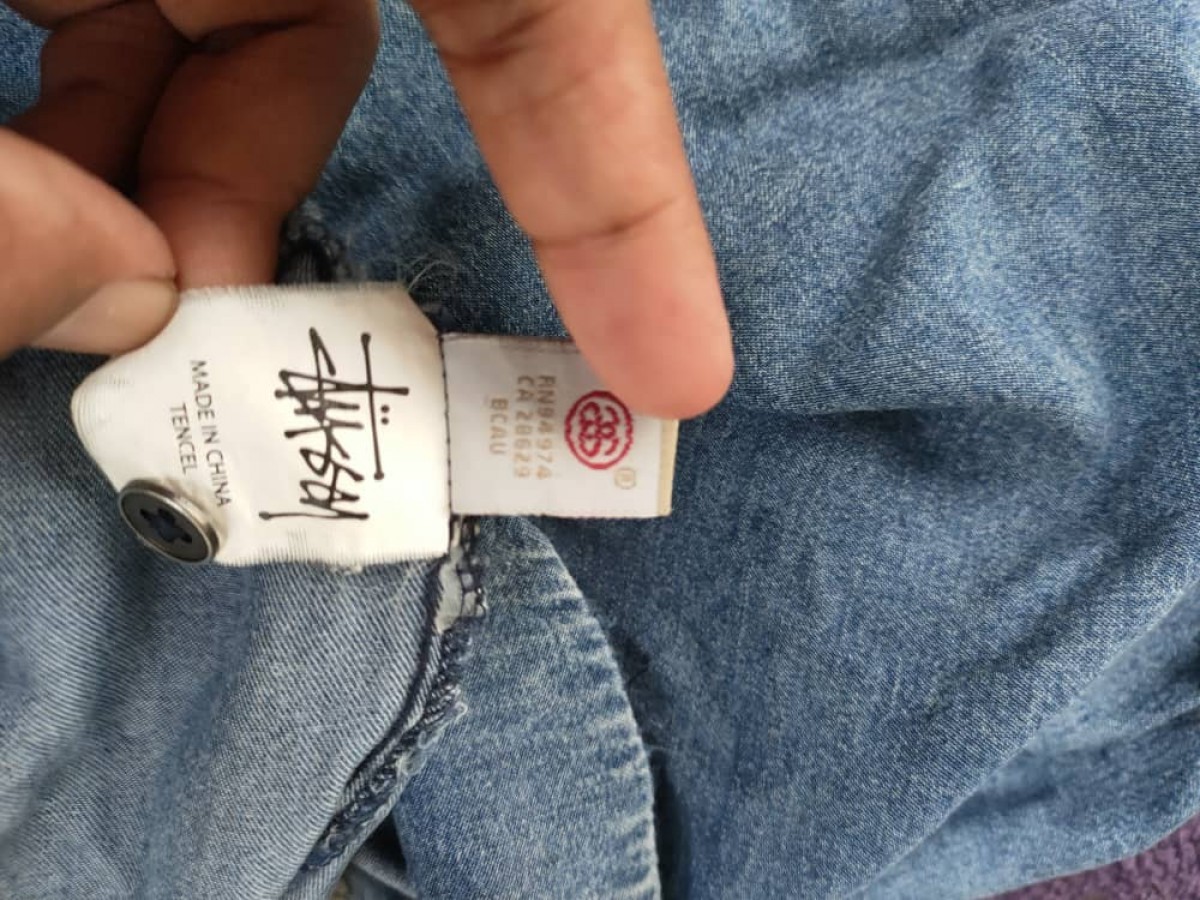 STÜSSY
MADE IN CHINA
TENCEL
®
RN84974
CA 28629
BCAU